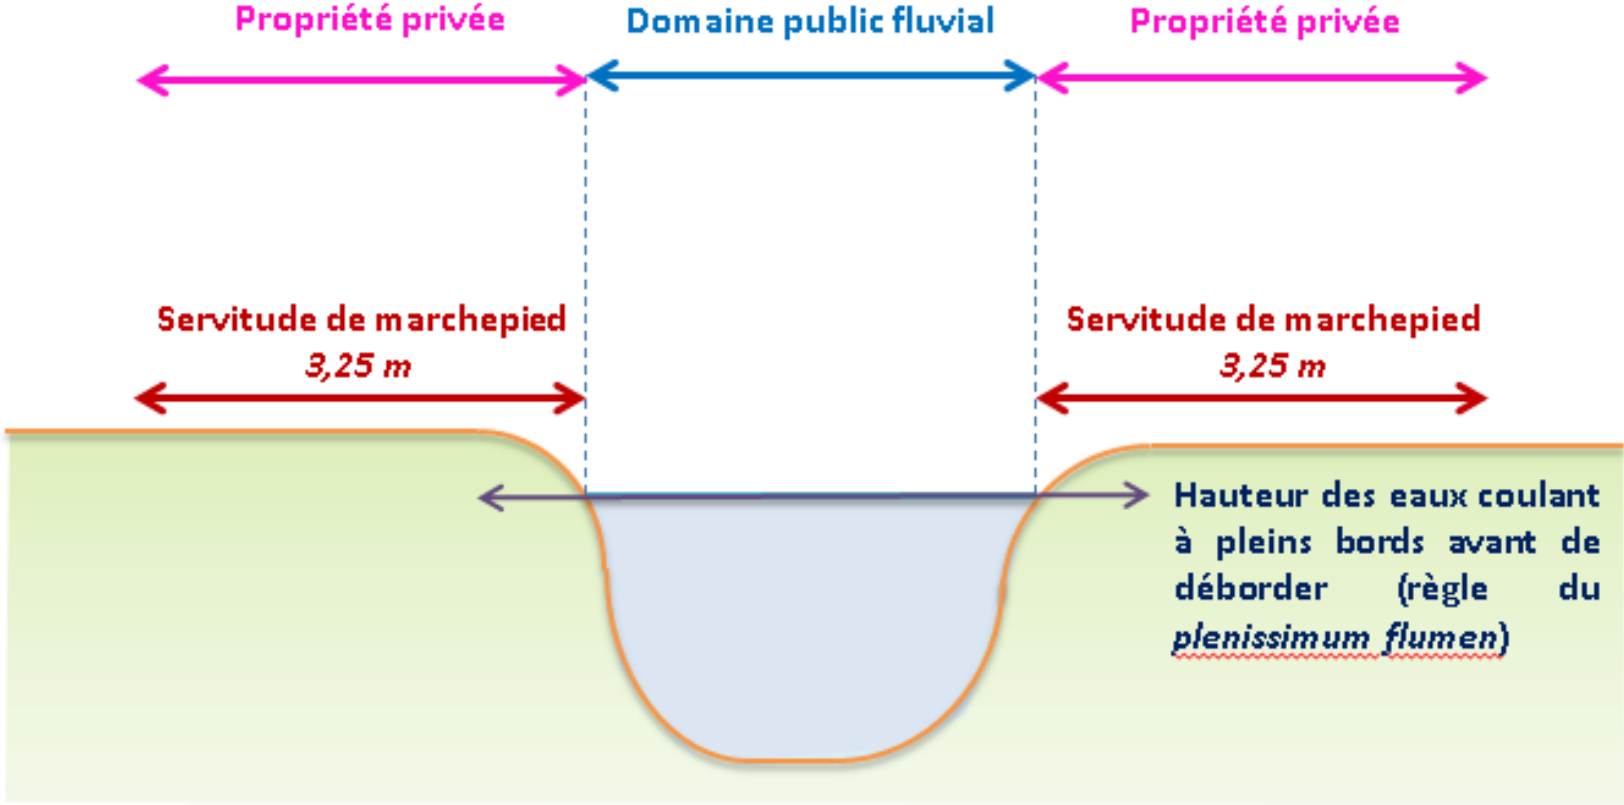 Propriété privée
Domaine public fluvial
Propriété privée
Servitude de marchepied
3,25 m
Servitude de marchepied
3,25 m
Hauteur des eaux coulant
à pleins bords avant de
déborder (règle du
plenissimum flumen)